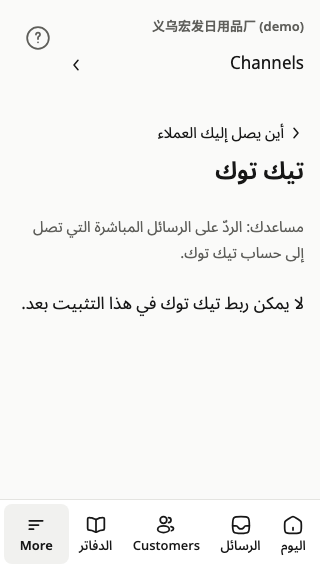 义乌宏发日用品厂 (demo)
Channels
أين يصل إليك العملاء
تيك توك
مساعدك: الردّ على الرسائل المباشرة التي تصل
إلى حساب تيك توك.
لا يمكن ربط تيك توك في هذا التثبيت بعد.
اليوم
الرسائل
Customers
الدفاتر
More